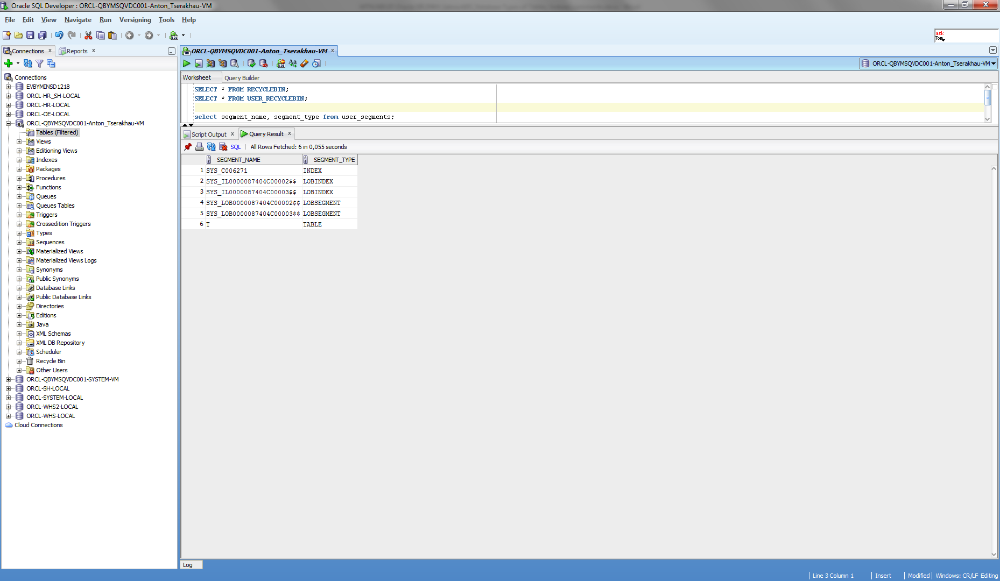 Oracle SQL Developer : ORCL-QBYMSQVDC001-Anton_Tserakhau-VM
File Edit View Navigate Run Versioning Tools Help
ask
Tom
Connections x Reports x
ORCL-QBYMSQVDC001-Anton_Tserakhau-VM x
ORCL-QBYMSQVDC001-Anton_Tserakhau-VM
Connections
EVBYMINSD1218
ORCL-HR_SH-LOCAL
ORCL-HR-LOCAL
ORCL-OE-LOCAL
ORCL-QBYMSQVDC001-Anton_Tserakhau-VM
Tables (Filtered)
Views
Editioning Views
Indexes
Packages
Procedures
Functions
Queues
Queues Tables
Triggers
Crossedition Triggers
Types
Sequences
Materialized Views
Materialized Views Logs
Synonyms
Public Synonyms
Database Links
Public Database Links
Directories
Editions
Java
XML Schemas
XML DB Repository
Scheduler
Recycle Bin
Other Users
ORCL-QBYMSQVDC001-SYSTEM-VM
ORCL-SH-LOCAL
ORCL-SYSTEM-LOCAL
ORCL-WHS2-LOCAL
ORCL-WHS-LOCAL
Cloud Connections
Worksheet Query Builder
SELECT * FROM RECYCLEBIN;
SELECT * FROM USER_RECYCLEBIN;
select segment_name, segment_type from user_segments;
Script Output x Query Result x
SQL All Rows Fetched: 6 in 0,055 seconds
SEGMENT_NAME SEGMENT_TYPE
1 SYS_C006271 INDEX
2 SYS_IL0000087404C00002$$ LOBINDEX
3 SYS_IL0000087404C00003$$ LOBINDEX
4 SYS_LOB0000087404C00002$$ LOBSEGMENT
5 SYS_LOB0000087404C00003$$ LOBSEGMENT
6 T TABLE
Log
Line 3 Column 1 Insert Modified Windows: CR/LF Editing